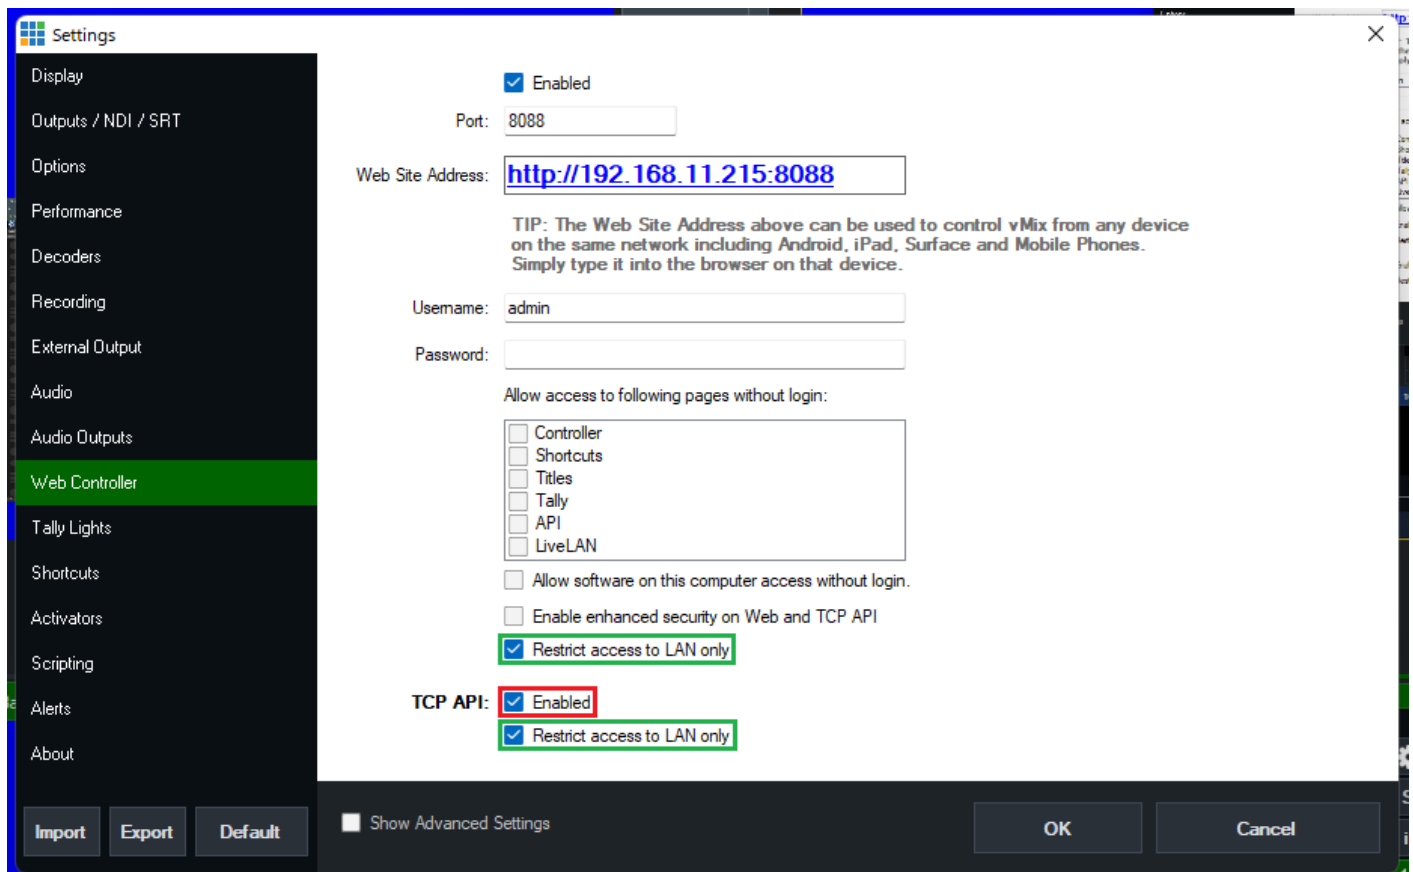 Settings
Display
Outputs / NDI / SRT
Options
Performance
Decoders
Recording
External Output
Audio
Audio Outputs
Web Controller
Tally Lights
Shortcuts
Activators
Scripting
Alerts
About
Import Export Default
Enabled
Port: 8088
Web Site Address: http://192.168.11.215:8088
TIP: The Web Site Address above can be used to control vMix from any device
on the same network including Android, iPad, Surface and Mobile Phones.
Simply type it into the browser on that device.
Username: admin
Password:
Allow access to following pages without login:
Controller
Shortcuts
Titles
Tally
API
LiveLAN
Allow software on this computer access without login.
Enable enhanced security on Web and TCP API
Restrict access to LAN only
TCP API: Enabled
Restrict access to LAN only
Show Advanced Settings
OK Cancel